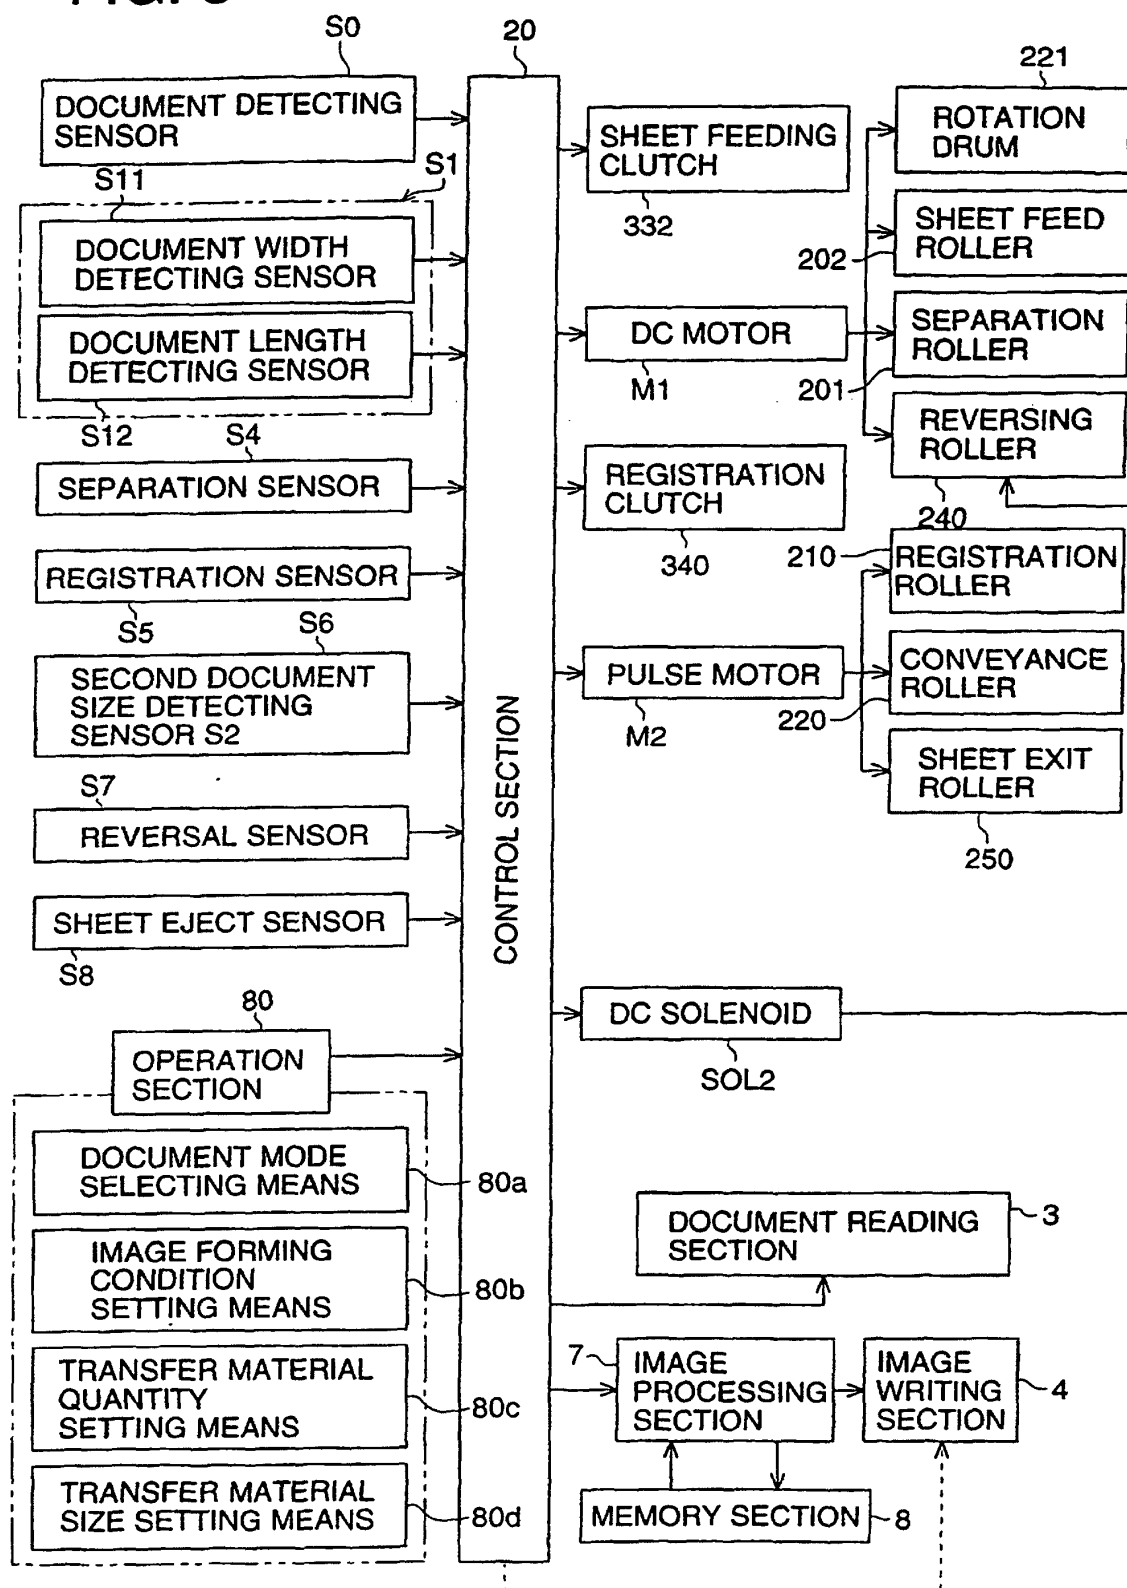 S0
20
221
DOCUMENT DETECTING
SENSOR
SHEET FEEDING
CLUTCH
332
ROTATION
DRUM
S11
S1
DOCUMENT WIDTH
DETECTING SENSOR
SHEET FEED
ROLLER
202
DOCUMENT LENGTH
DETECTING SENSOR
S12
DC MOTOR
M1
SEPARATION
ROLLER
201
S4
SEPARATION SENSOR
REGISTRATION
CLUTCH
340
REVERSING
ROLLER
240
REGISTRATION SENSOR
S5
210
REGISTRATION
ROLLER
S6
SECOND DOCUMENT
SIZE DETECTING
SENSOR S2
PULSE MOTOR
M2
CONVEYANCE
ROLLER
220
SHEET EXIT
ROLLER
250
S7
REVERSAL SENSOR
CONTROL SECTION
SHEET EJECT SENSOR
S8
80
OPERATION
SECTION
DC SOLENOID
SOL2
DOCUMENT MODE
SELECTING MEANS
80a
DOCUMENT READING
SECTION
3
IMAGE FORMING
CONDITION
SETTING MEANS
80b
TRANSFER MATERIAL
QUANTITY
SETTING MEANS
80c
7
IMAGE
PROCESSING
SECTION
IMAGE
WRITING
SECTION
4
TRANSFER MATERIAL
SIZE SETTING MEANS
80d
MEMORY SECTION
8